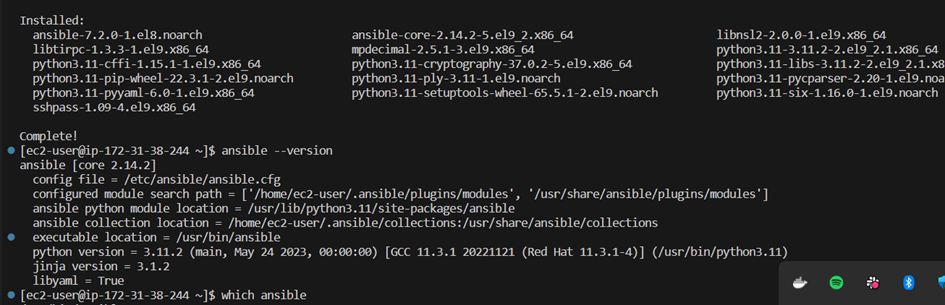 Installed:
ansible-7.2.0-1.el8.noarch ansible-core-2.14.2-5.el9_2.x86_64 libnsl2-2.0.0-1.el9.x86_64
libtirpc-1.3.3-1.el9.x86_64 mpdecimal-2.5.1-3.el9.x86_64 python3.11-3.11.2-2.el9_2.1.x86_64
python3.11-cffi-1.15.1-1.el9.x86_64 python3.11-cryptography-37.0.2-5.el9.x86_64 python3.11-libs-3.11.2-2.el9_2.1.x8
python3.11-pip-wheel-22.3.1-2.el9.noarch python3.11-ply-3.11-1.el9.noarch python3.11-pycparser-2.20-1.el9.noa
python3.11-pyyaml-6.0-1.el9.x86_64 python3.11-setuptools-wheel-65.5.1-2.el9.noarch python3.11-six-1.16.0-1.el9.noarch
sshpass-1.09-4.el9.x86_64
Complete!
[ec2-user@ip-172-31-38-244 ~]$ ansible --version
ansible [core 2.14.2]
config file = /etc/ansible/ansible.cfg
configured module search path = ['/home/ec2-user/.ansible/plugins/modules', '/usr/share/ansible/plugins/modules']
ansible python module location = /usr/lib/python3.11/site-packages/ansible
ansible collection location = /home/ec2-user/.ansible/collections:/usr/share/ansible/collections
executable location = /usr/bin/ansible
python version = 3.11.2 (main, May 24 2023, 00:00:00) [GCC 11.3.1 20221121 (Red Hat 11.3.1-4)] (/usr/bin/python3.11)
jinja version = 3.1.2
libyaml = True
[ec2-user@ip-172-31-38-244 ~]$ which ansible